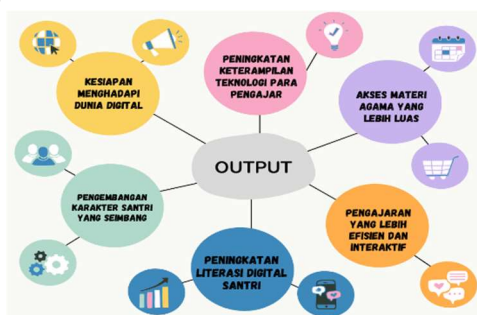 PENINGKATAN
KETERAMPILAN
TEKNOLOGI PARA
PENGAJAR
KESIAPAN
MENGHADAPI
DUNIA DIGITAL
AKSES MATERI
AGAMA YANG
LEBIH LUAS
OUTPUT
PENGEMBANGAN
KARAKTER SANTRI
YANG SEIMBANG
PENGAJARAN
YANG LEBIH
EFISIEN DAN
INTERAKTIF
PENINGKATAN
LITERASI DIGITAL
SANTRI